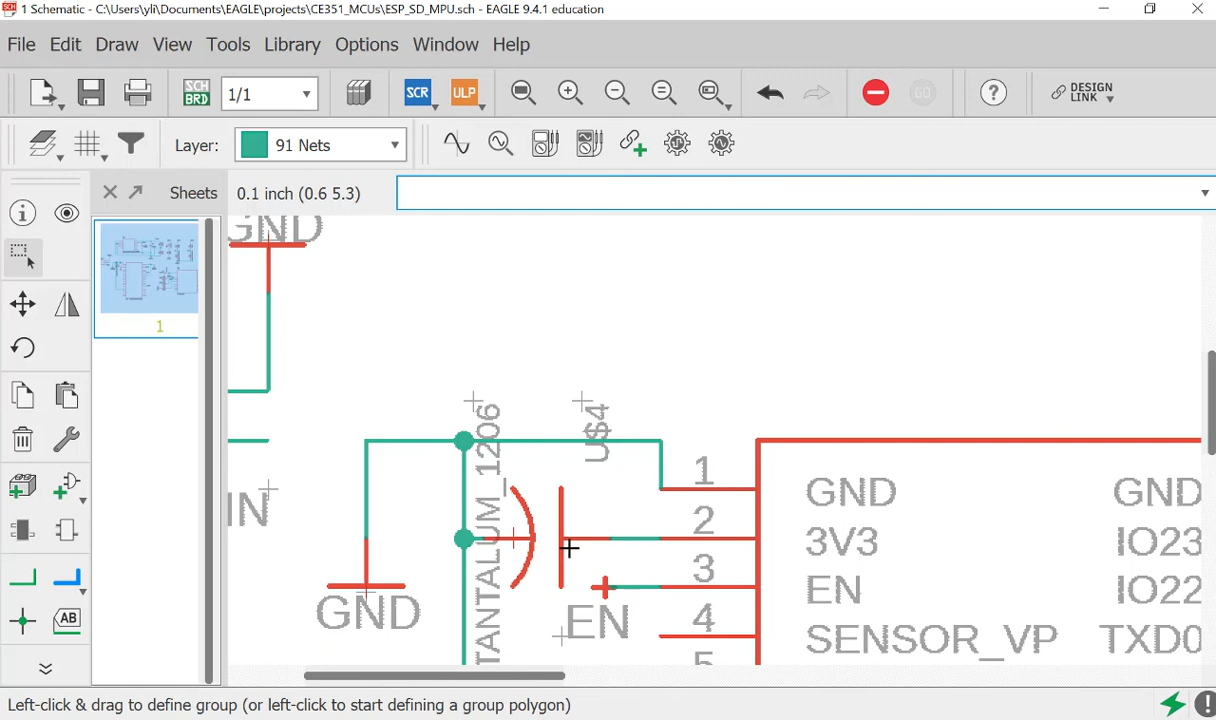 1 Schematic - C:\Users\yli\Documents\EAGLE\projects\CE351_MCUs\ESP_SD_MPU.sch - EAGLE 9.4.1 education
File Edit Draw View Tools Library Options Window Help
SCH
BRD
1/1
SCR
ULP
GO
DESIGN
LINK
Layer: 91 Nets
Sheets
0.1 inch (0.6 5.3)
1
GND
IN
TANTALUM_1206
U$4
GND
EN
1
2
3
4
5
GND
3V3
EN
SENSOR_VP
GND
IO23
IO22
TXD0
AB
Left-click & drag to define group (or left-click to start defining a group polygon)